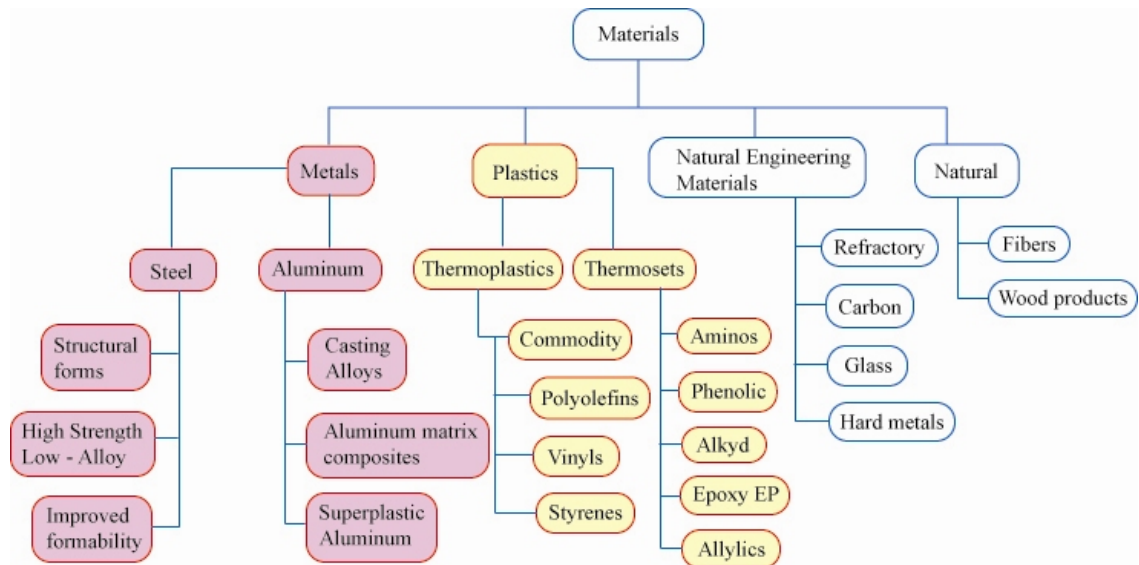 Materials
Metals
Plastics
Natural Engineering
Materials
Natural
Steel
Aluminum
Thermoplastics
Thermosets
Refractory
Fibers
Carbon
Wood products
Glass
Hard metals
Structural
forms
High Strength
Low - Alloy
Improved
formability
Casting
Alloys
Aluminum matrix
composites
Superplastic
Aluminum
Commodity
Polyolefins
Vinyls
Styrenes
Aminos
Phenolic
Alkyd
Epoxy EP
Allylics